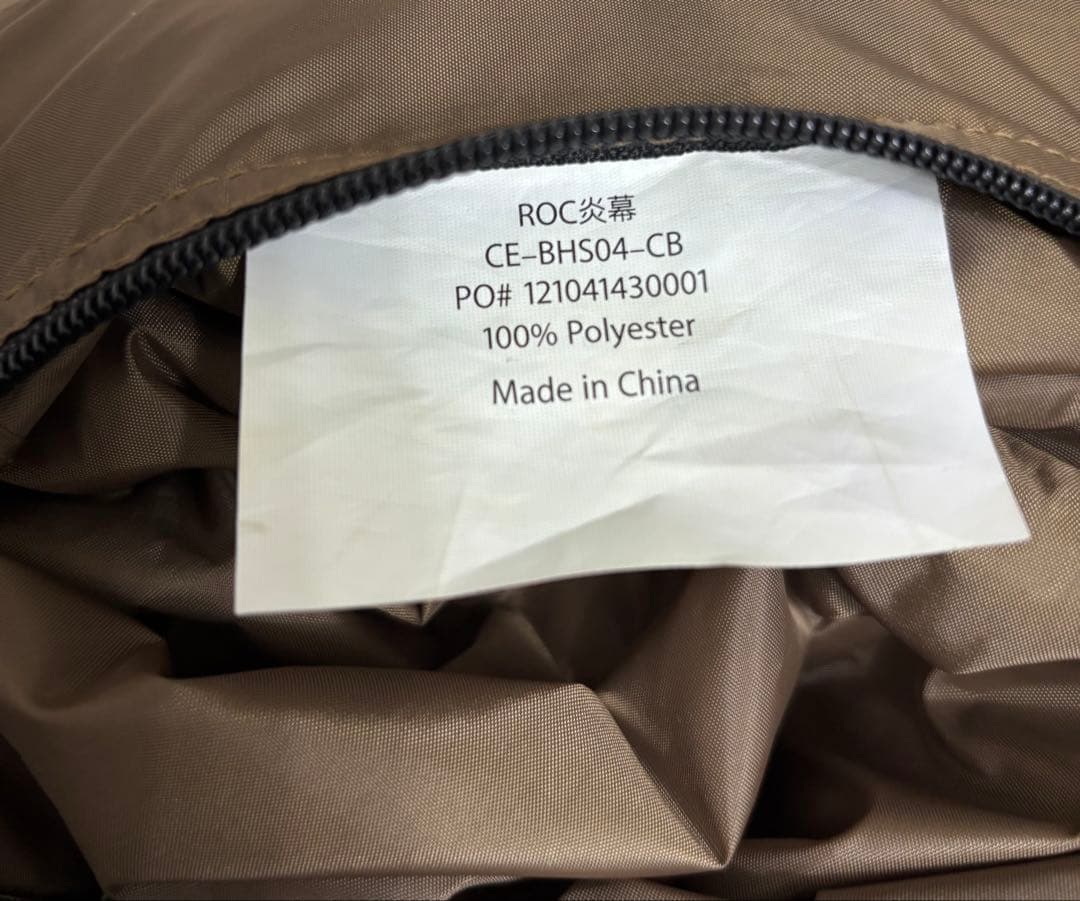 ROC炎幕
CE–BHS04–CB
PO# 121041430001
100% Polyester
Made in China